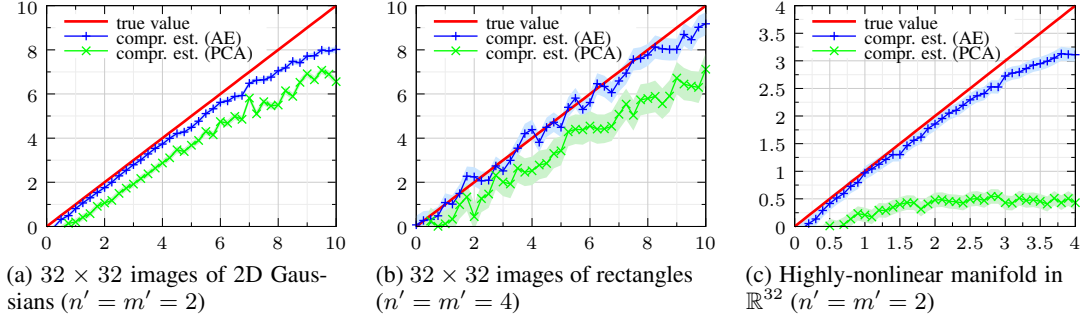 10
8
6
4
2
0
0 2 4 6 8 10
true value
compr. est. (AE)
compr. est. (PCA)
(a) 32 × 32 images of 2D Gaus-
sians (n′ = m′ = 2)
10
8
6
4
2
0
0 2 4 6 8 10
true value
compr. est. (AE)
compr. est. (PCA)
(b) 32 × 32 images of rectangles
(n′ = m′ = 4)
4
3.5
3
2.5
2
1.5
1
0.5
0
0 0.5 1 1.5 2 2.5 3 3.5 4
true value
compr. est. (AE)
compr. est. (PCA)
(c) Highly-nonlinear manifold in
ℝ³² (n′ = m′ = 2)